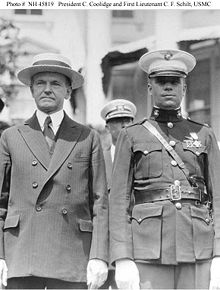 Photo # NH 45819  President C. Coolidge and First Lieutenant C. F. Schilt, USMC